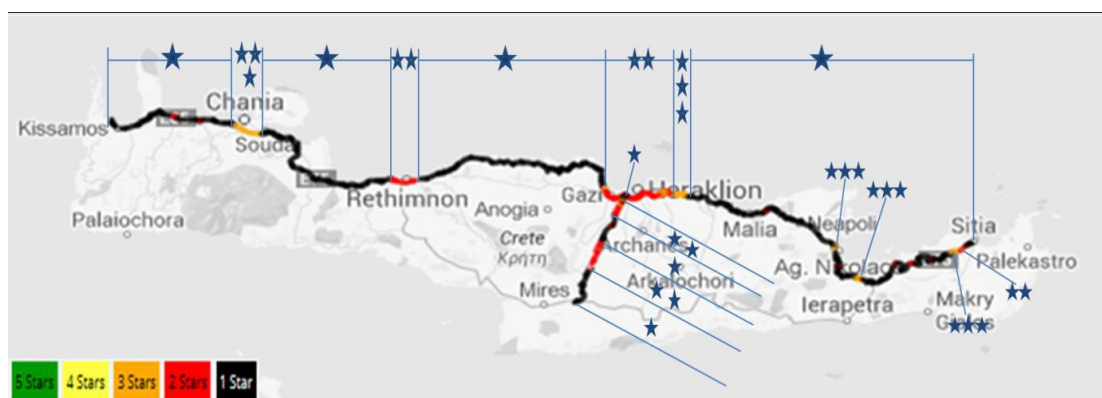 Chania
Kissamos
Souda
Rethimnon
Gazi
Heraklion
Palaiochora
Anogia
Crete
Κρήτη
Archanes
Malia
Neapoli
Sitia
Arkalochori
Ag. Nikolaos
Palekastro
Mires
Ierapetra
Makry
Gialos
5 Stars
4 Stars
3 Stars
2 Stars
1 Star